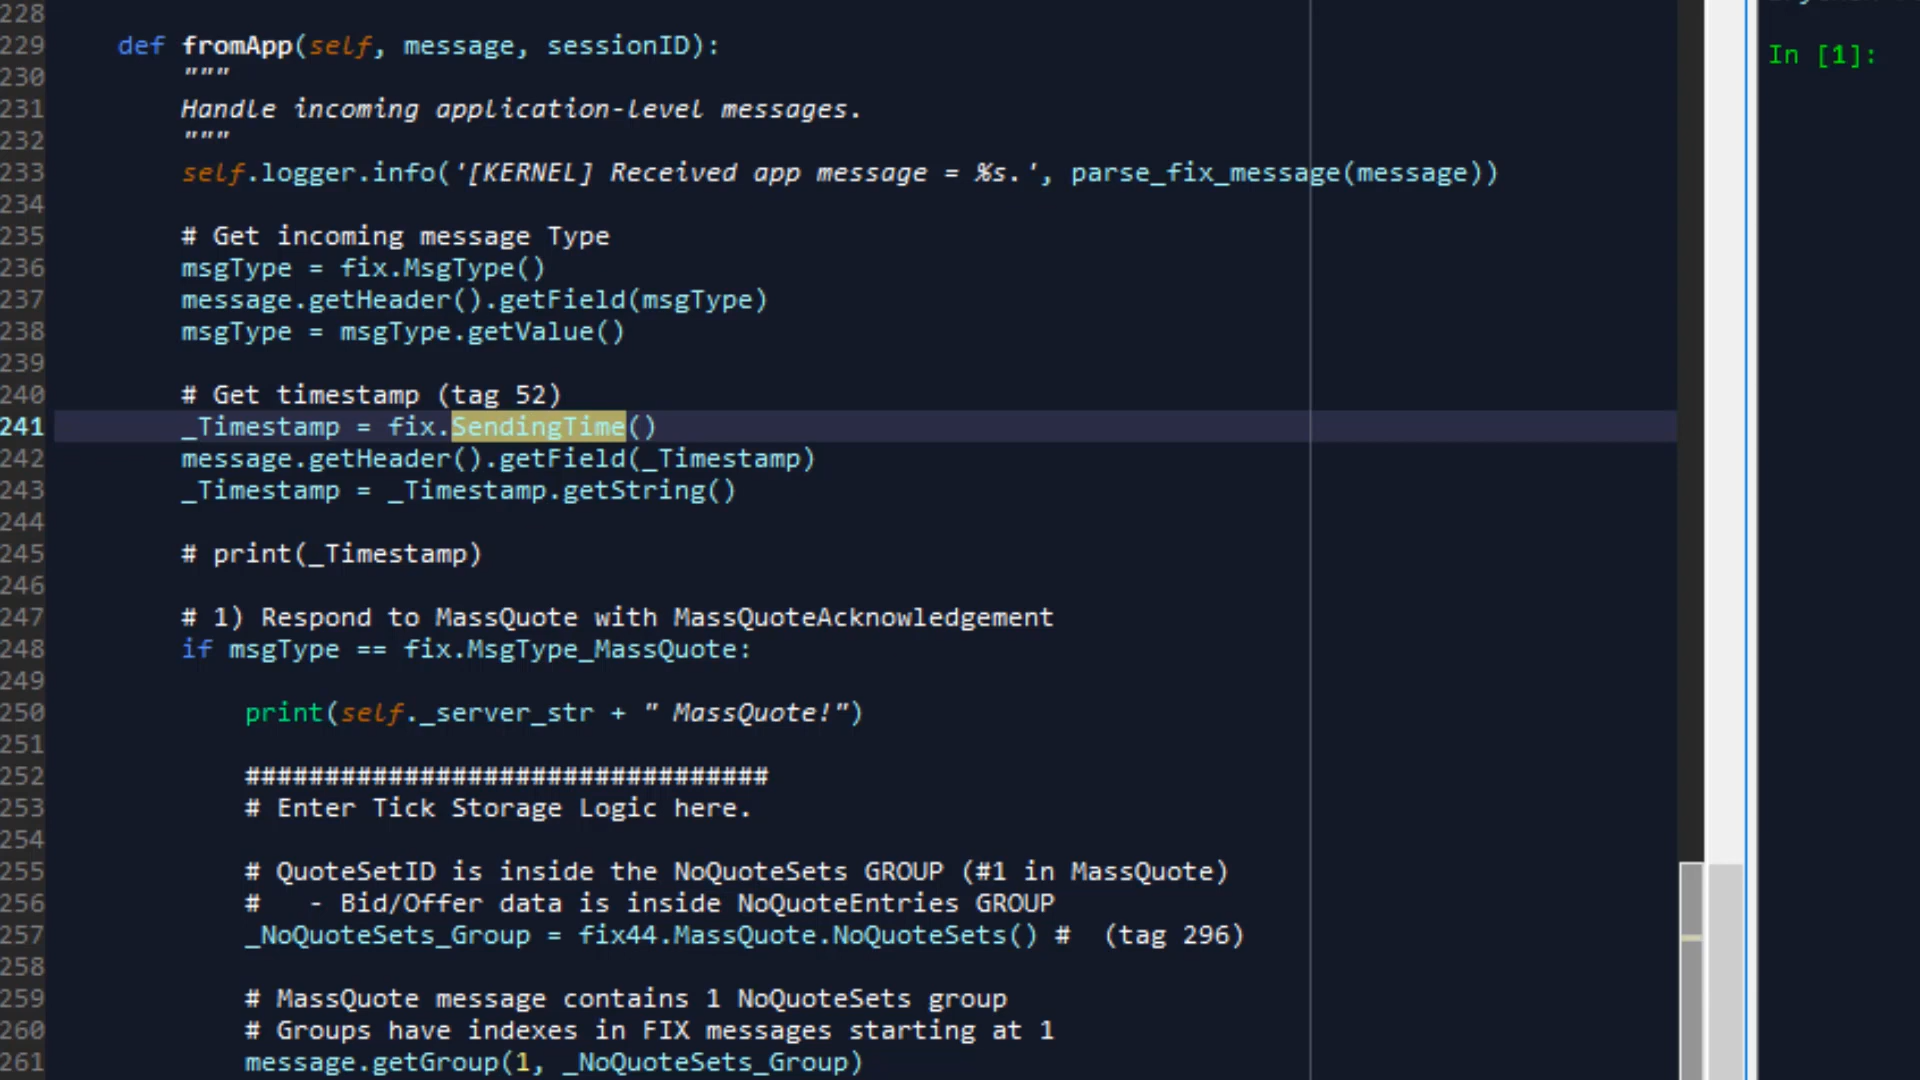 228
229 def fromApp(self, message, sessionID):
230 """
231 Handle incoming application-level messages.
232 """
233 self.logger.info('[KERNEL] Received app message = %s.', parse_fix_message(message))
234
235 # Get incoming message Type
236 msgType = fix.MsgType()
237 message.getHeader().getField(msgType)
238 msgType = msgType.getValue()
239
240 # Get timestamp (tag 52)
241 _Timestamp = fix.SendingTime()
242 message.getHeader().getField(_Timestamp)
243 _Timestamp = _Timestamp.getString()
244
245 # print(_Timestamp)
246
247 # 1) Respond to MassQuote with MassQuoteAcknowledgement
248 if msgType == fix.MsgType_MassQuote:
249
250 print(self._server_str + " MassQuote!")
251
252 #################################
253 # Enter Tick Storage Logic here.
254
255 # QuoteSetID is inside the NoQuoteSets GROUP (#1 in MassQuote)
256 #   - Bid/Offer data is inside NoQuoteEntries GROUP
257 _NoQuoteSets_Group = fix44.MassQuote.NoQuoteSets() #  (tag 296)
258
259 # MassQuote message contains 1 NoQuoteSets group
260 # Groups have indexes in FIX messages starting at 1
261 message.getGroup(1, _NoQuoteSets_Group)
In [1]: